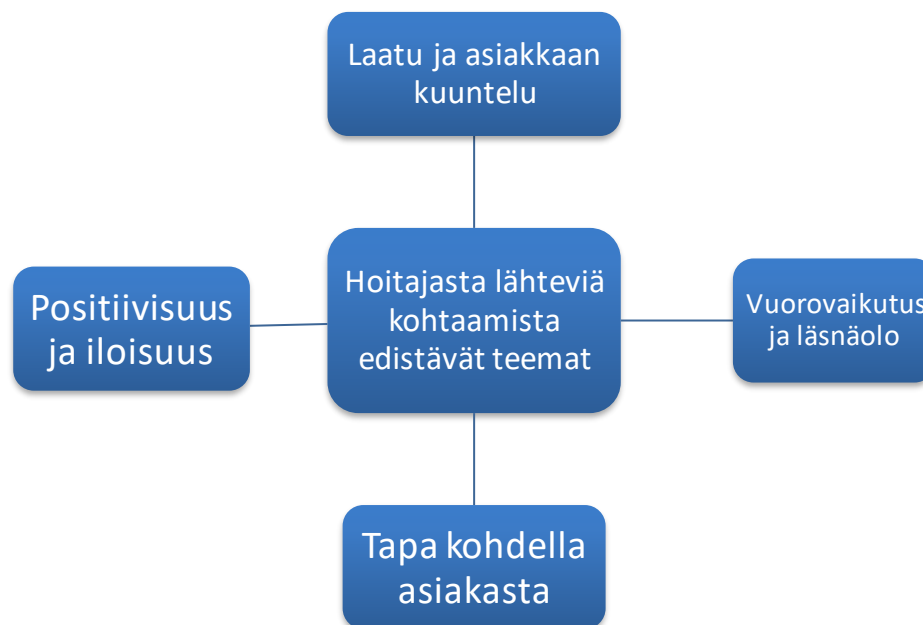 Laatu ja asiakkaan
kuuntelu
Positiivisuus
ja iloisuus
Hoitajasta lähteviä
kohtaamista
edistävät teemat
Vuorovaikutus
ja läsnäolo
Tapa kohdella
asiakasta